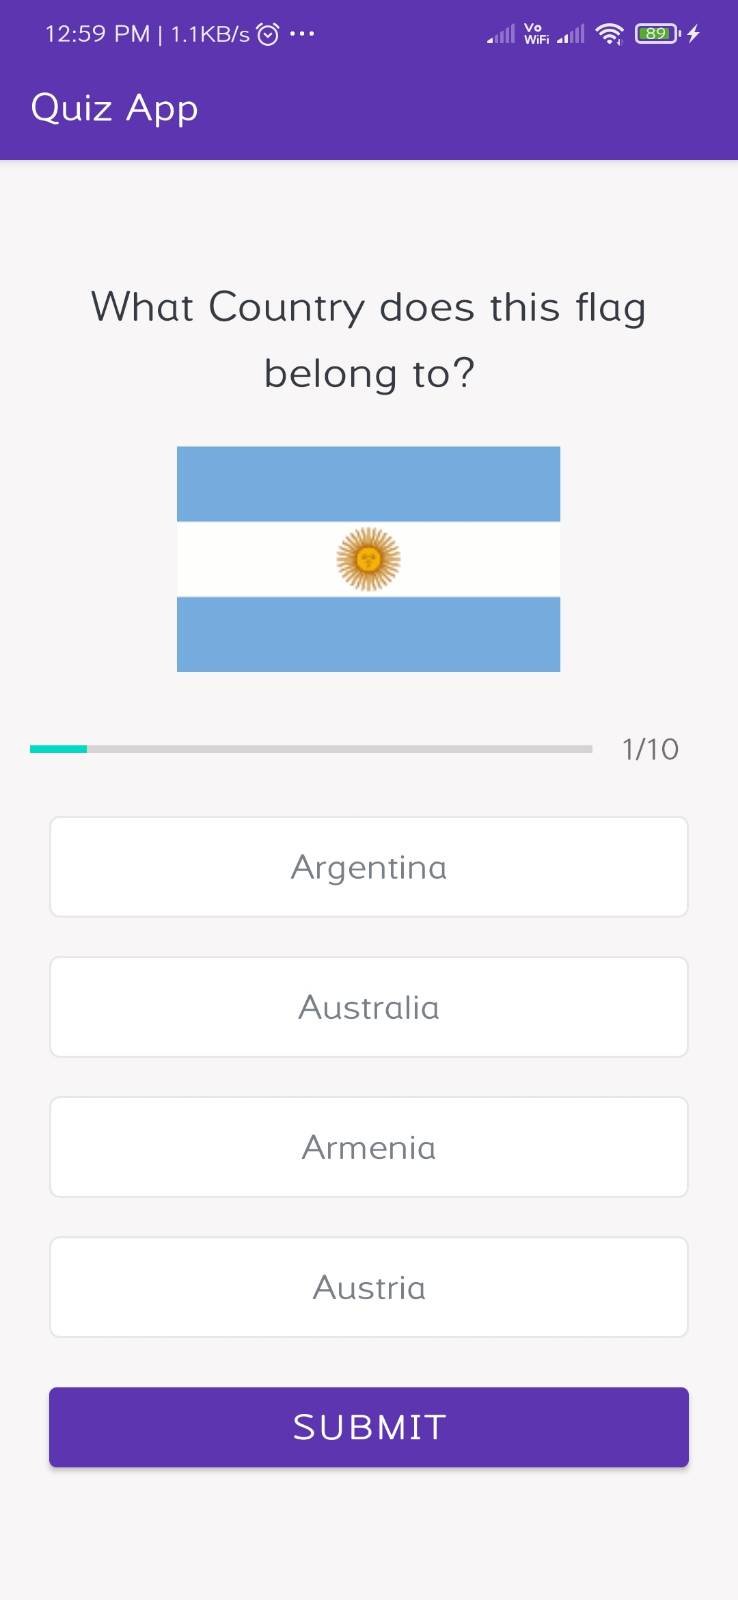 12:59 PM | 1.1KB/s ... Vo WiFi 89
Quiz App
What Country does this flag
belong to?
1/10
Argentina
Australia
Armenia
Austria
SUBMIT